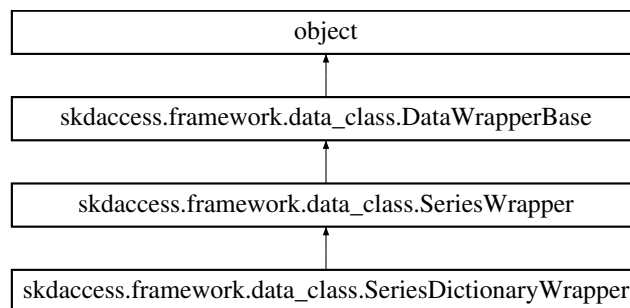 object
skdaccess.framework.data_class.DataWrapperBase
skdaccess.framework.data_class.SeriesWrapper
skdaccess.framework.data_class.SeriesDictionaryWrapper